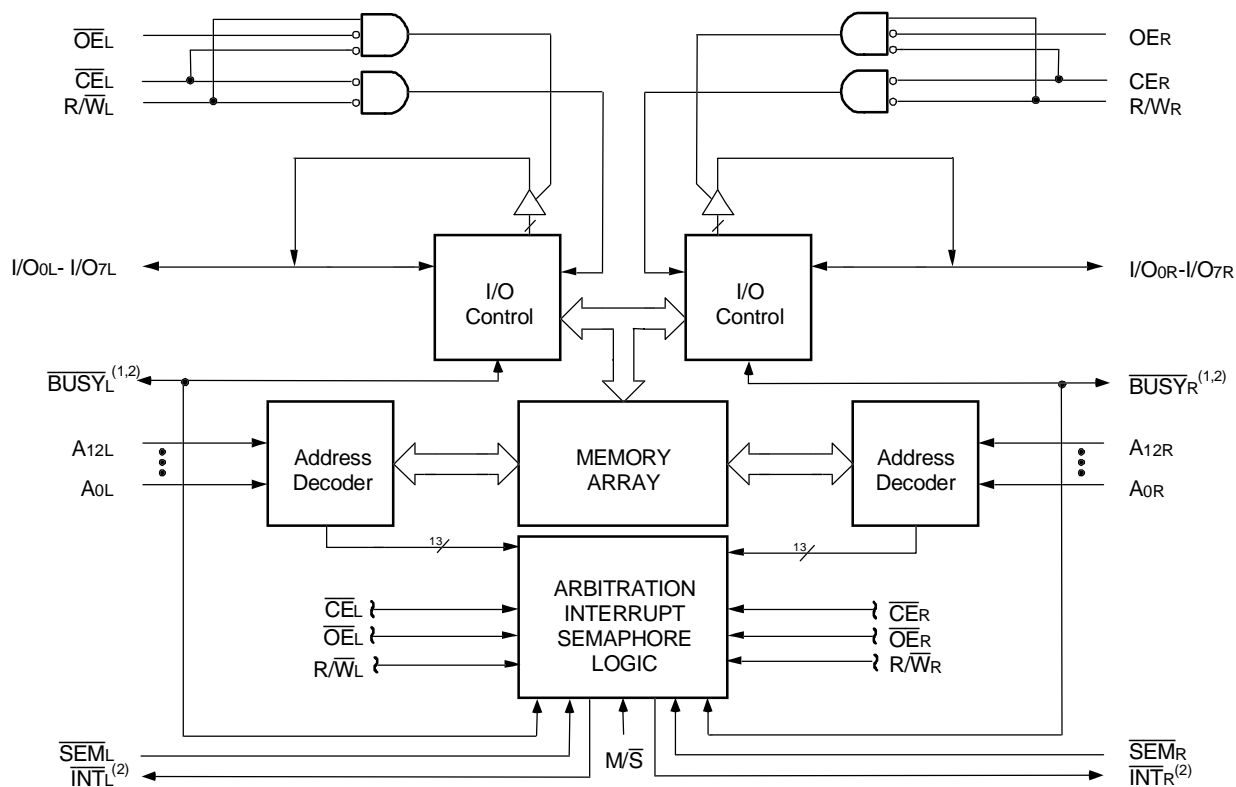 OEL
OER
CEL
CER
R/WL
R/WR
I/O0L- I/O7L
I/O Control
I/O Control
I/O0R-I/O7R
BUSYL(1,2)
BUSYR(1,2)
A12L
Address Decoder
MEMORY ARRAY
Address Decoder
A12R
A0L
A0R
13
13
ARBITRATION
INTERRUPT
SEMAPHORE
LOGIC
CEL
CER
OEL
OER
R/WL
R/WR
SEML
M/S
SEMR
INTL(2)
INTR(2)